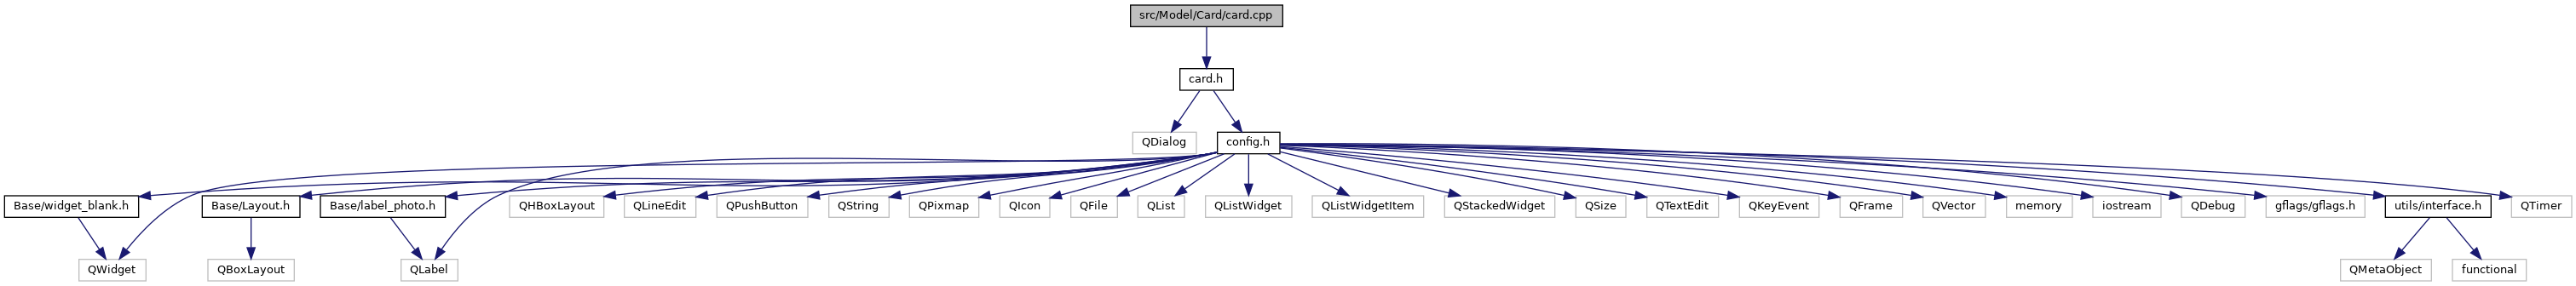 src/Model/Card/card.cpp
card.h
QDialog
config.h
Base/widget_blank.h
Base/Layout.h
Base/label_photo.h
QHBoxLayout
QLineEdit
QPushButton
QString
QPixmap
QIcon
QFile
QList
QListWidget
QListWidgetItem
QStackedWidget
QSize
QTextEdit
QKeyEvent
QFrame
QVector
memory
iostream
QDebug
gflags/gflags.h
utils/interface.h
QTimer
QWidget
QBoxLayout
QLabel
QMetaObject
functional